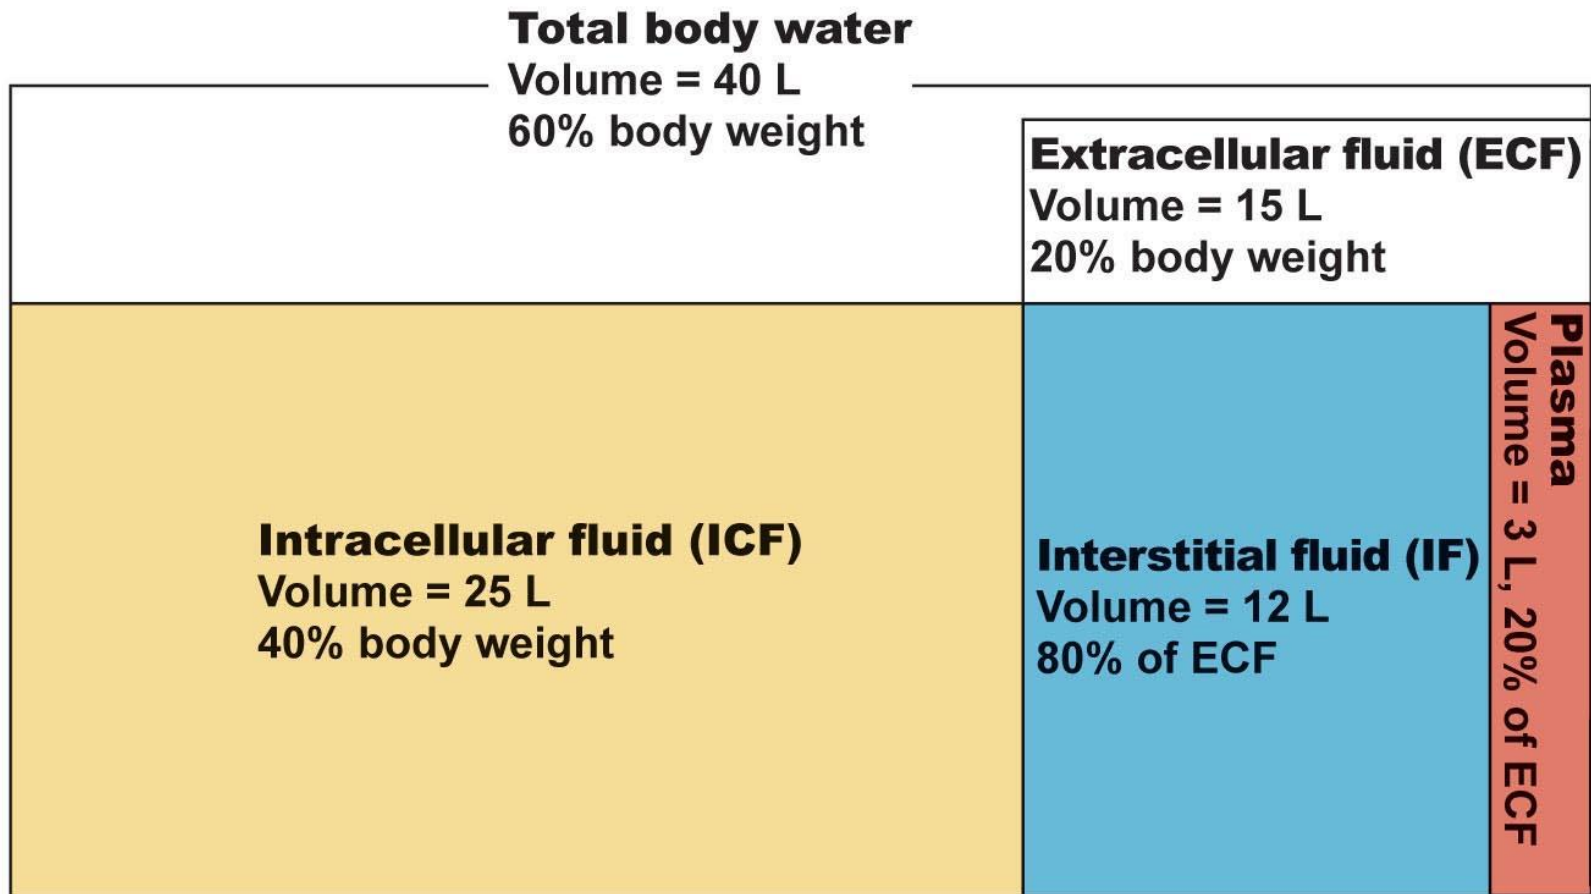 Total body water
Volume = 40 L
60% body weight
Extracellular fluid (ECF)
Volume = 15 L
20% body weight
Intracellular fluid (ICF)
Volume = 25 L
40% body weight
Interstitial fluid (IF)
Volume = 12 L
80% of ECF
Plasma
Volume = 3 L, 20% of ECF